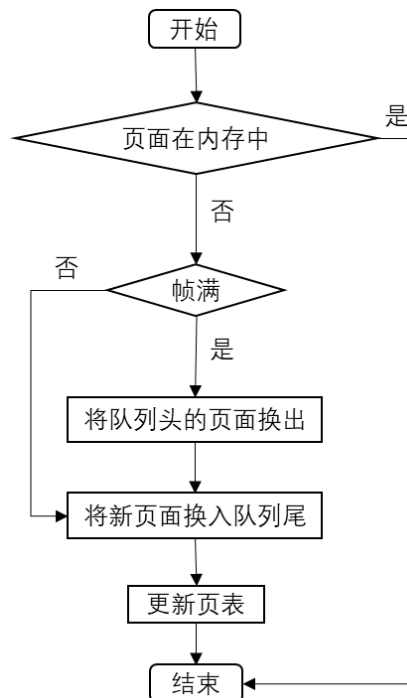 开始
页面在内存中
是
否
帧满
否
是
将队列头的页面换出
将新页面换入队列尾
更新页表
结束